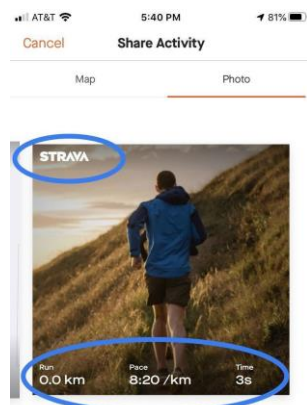 AT&T 5:40 PM 81%
Cancel Share Activity
Map Photo
STRAVA
Run Pace Time
0.0 km 8:20 /km 3s